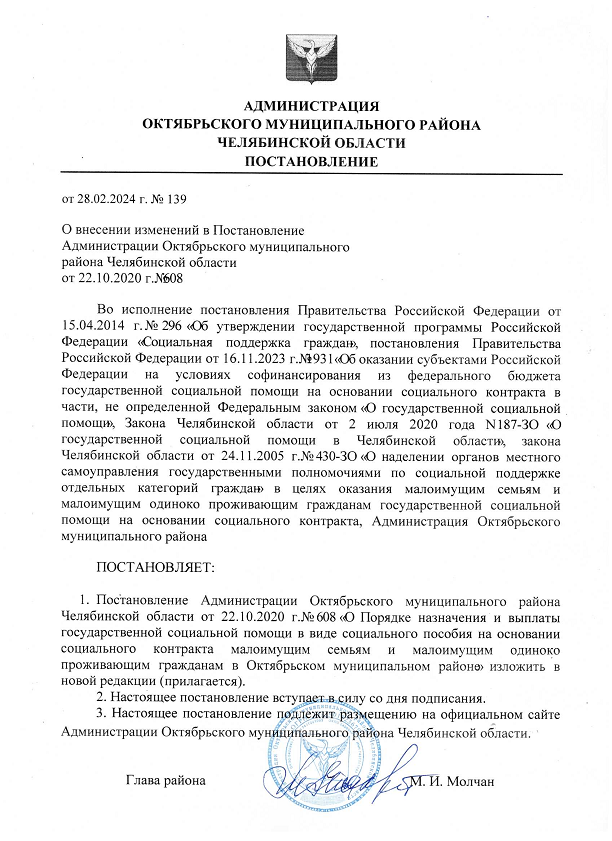 АДМИНИСТРАЦИЯ
ОКТЯБРЬСКОГО МУНИЦИПАЛЬНОГО РАЙОНА
ЧЕЛЯБИНСКОЙ ОБЛАСТИ
ПОСТАНОВЛЕНИЕ
от 28.02.2024 г. № 139
О внесении изменений в Постановление
Администрации Октябрьского муниципального
района Челябинской области
от 22.10.2020 г.№608
Во исполнение постановления Правительства Российской Федерации от
15.04.2014 г.№ 296 «Об утверждении государственной программы Российской
Федерации «Социальная поддержка граждан», постановления Правительства
Российской Федерации от 16.11.2023 г.№1931 «Об оказании субъектами Российской
Федерации на условиях софинансирования из федерального бюджета
государственной социальной помощи на основании социального контракта в
части, не определенной Федеральным законом «О государственной социальной
помощи», Закона Челябинской области от 2 июля 2020 года N187-ЗО «О
государственной социальной помощи в Челябинской области», закона
Челябинской области от 24.11.2005 г.№430-ЗО «О наделении органов местного
самоуправления государственными полномочиями по социальной поддержке
отдельных категорий граждан» в целях оказания малоимущим семьям и
малоимущим одиноко проживающим гражданам государственной социальной
помощи на основании социального контракта, Администрация Октябрьского
муниципального района
ПОСТАНОВЛЯЕТ:
1. Постановление Администрации Октябрьского муниципального района
Челябинской области от 22.10.2020 г.№608 «О Порядке назначения и выплаты
государственной социальной помощи в виде социального пособия на основании
социального контракта малоимущим семьям и малоимущим одиноко
проживающим гражданам в Октябрьском муниципальном районе» изложить в
новой редакции (прилагается).
2. Настоящее постановление вступает в силу со дня подписания.
3. Настоящее постановление подлежит размещению на официальном сайте
Администрации Октябрьского муниципального района Челябинской области.
Глава района М. И. Молчан